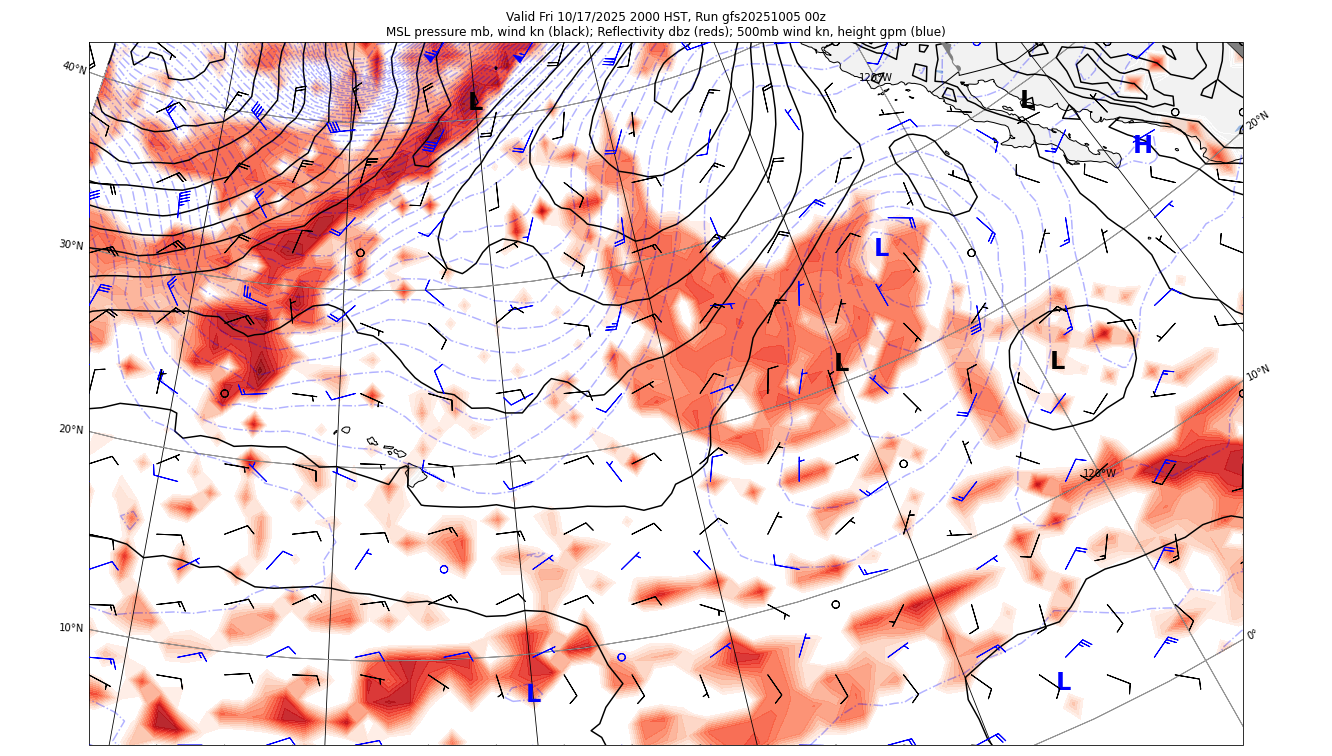 Valid Fri 10/17/2025 2000 HST, Run gfs20251005 00z
MSL pressure mb, wind kn (black); Reflectivity dbz (reds); 500mb wind kn, height gpm (blue)
40°N
120°W
L
L
20°N
H
30°N
L
L
L
10°N
20°N
120°W
10°N
0°
L
L